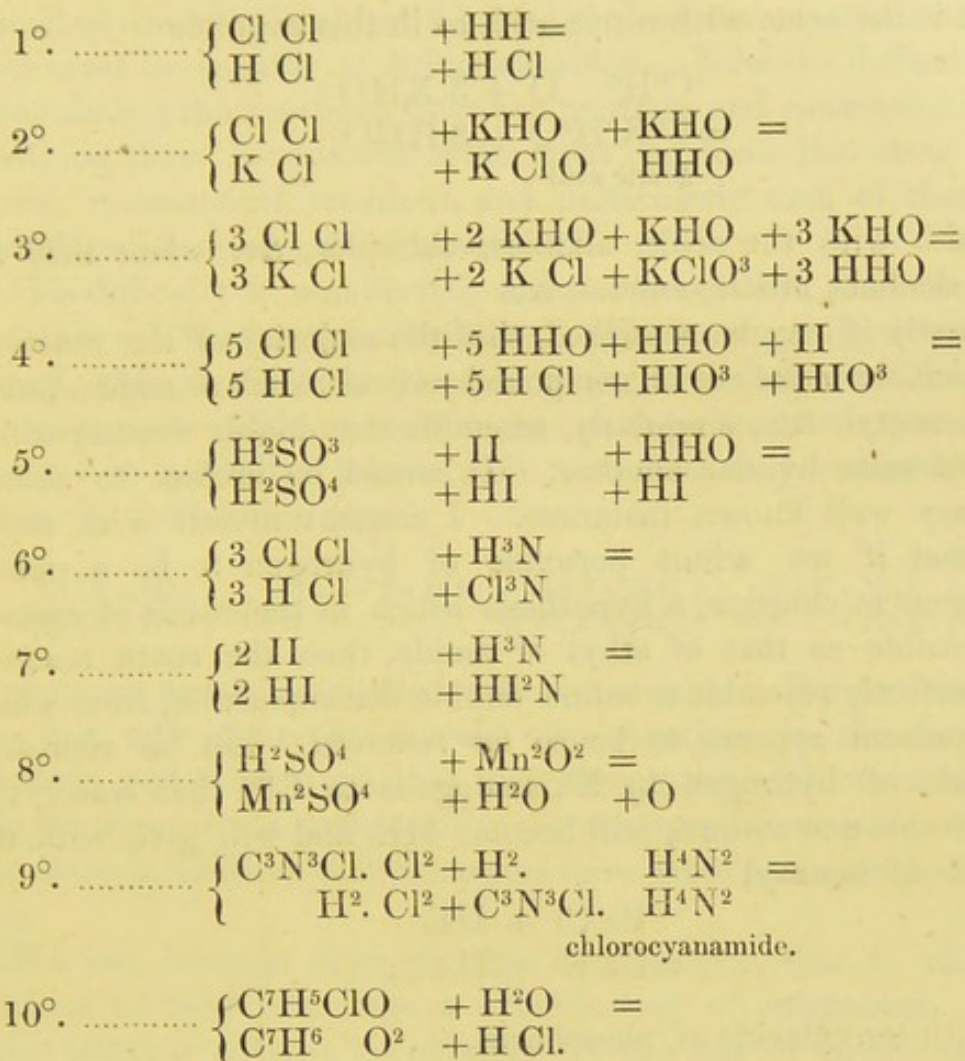 1°. .......... { Cl Cl + HH =
{ H Cl + H Cl
2°. .......... { Cl Cl + KHO + KHO =
{ K Cl + K Cl O HHO
3°. .......... { 3 Cl Cl + 2 KHO + KHO + 3 KHO =
{ 3 K Cl + 2 K Cl + KClO³ + 3 HHO
4°. .......... { 5 Cl Cl + 5 HHO + HHO + II =
{ 5 H Cl + 5 H Cl + HIO³ + HIO³
5°. .......... { H²SO³ + II + HHO =
{ H²SO⁴ + HI + HI
6°. .......... { 3 Cl Cl + H³N =
{ 3 H Cl + Cl³N
7°. .......... { 2 II + H³N =
{ 2 HI + HI²N
8°. .......... { H²SO⁴ + Mn²O² =
{ Mn²SO⁴ + H²O + O
9°. .......... { C³N³Cl. Cl² + H². H⁴N² =
{ H². Cl² + C³N³Cl. H⁴N²
chlorocyanamide.
10°. .......... { C⁷H⁵ClO + H²O =
{ C⁷H⁶ O² + H Cl.